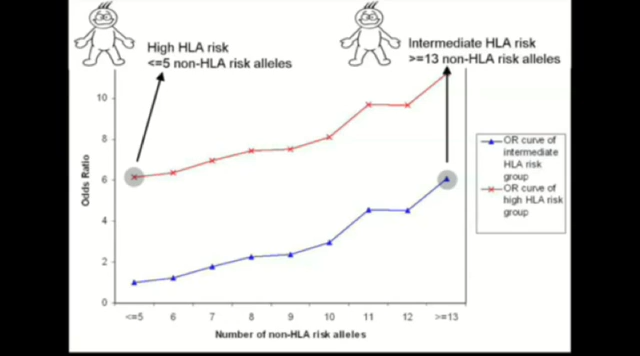 High HLA risk
<=5 non-HLA risk alleles
Intermediate HLA risk
>=13 non-HLA risk alleles
10
8
6
4
2
0
Odds Ratio
<=5 6 7 8 9 10 11 12 >=13
Number of non-HLA risk alleles
OR curve of
intermediate
HLA risk
group
OR curve of
high HLA risk
group